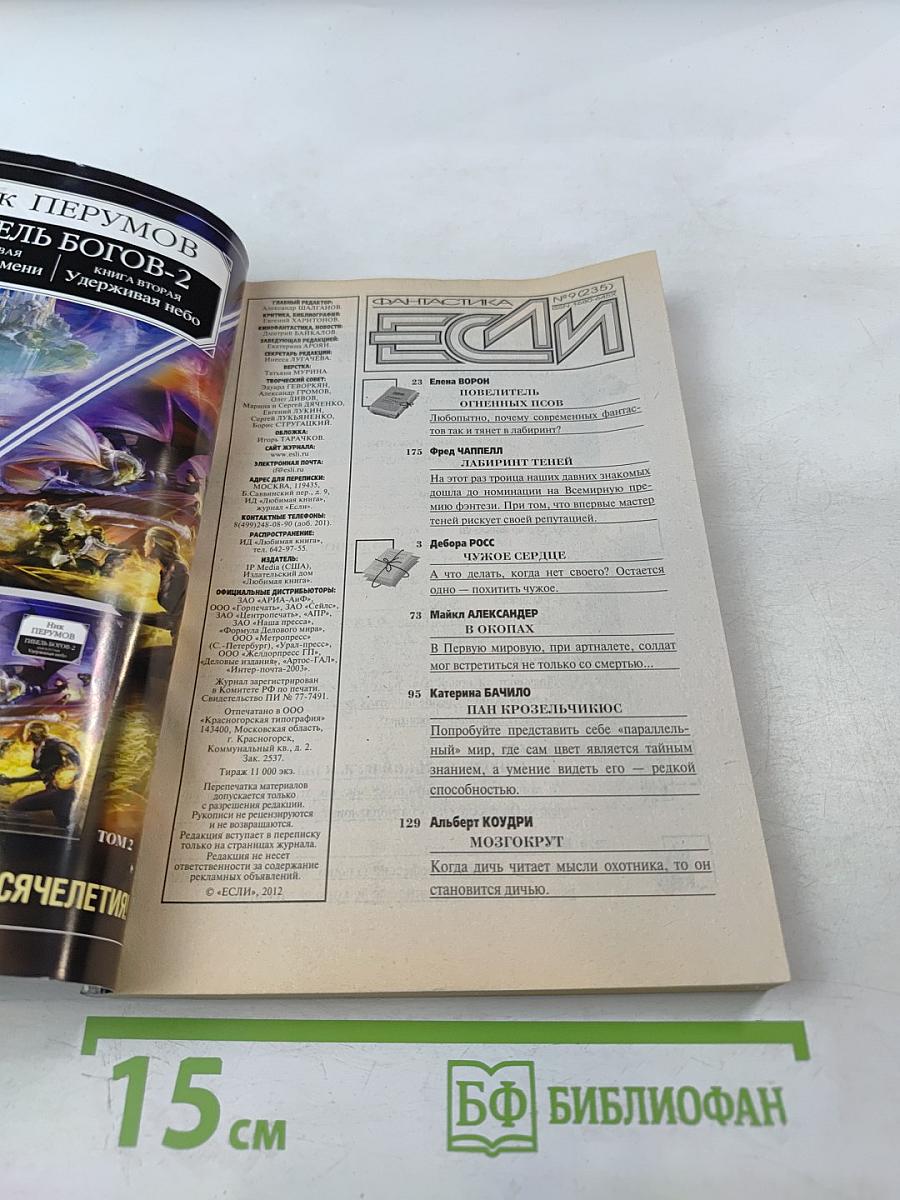 к ПЕРУМОВ
ЕЛЬ БОГОВ-2
ВАЯ
мени
КНИГА ВТОРАЯ
Удерживая небо
Ник
ПЕРУМОВ
ГИБЕЛЬ БОГОВ-2
Удерживая небо
ТОМ 2
СЯЧЕЛЕТИЯ!
ГЛАВНЫЙ РЕДАКТОР:
Александр ШАЛГАНОВ.
КРИТИКА, БИБЛИОГРАФИЯ:
Евгений ХАРИТОНОВ.
КИНОФАНТАСТИКА, НОВОСТИ:
Дмитрий БАЙКАЛОВ.
ЗАВЕДУЮЩАЯ РЕДАКЦИЕЙ:
Екатерина АРОЯН.
СЕКРЕТАРЬ РЕДАКЦИИ:
Инесса ЛУГАЧЕВА.
ВЕРСТКА:
Татьяна МУРИНА.
ТВОРЧЕСКИЙ СОВЕТ:
Эдуард ГЕВОРКЯН,
Александр ГРОМОВ,
Олег ДИВОВ,
Марина и Сергей ДЯЧЕНКО,
Евгений ЛУКИН,
Сергей ЛУКЬЯНЕНКО,
Борис СТРУГАЦКИЙ.
ОБЛОЖКА:
Игорь ТАРАЧКОВ.
САЙТ ЖУРНАЛА:
www.esli.ru
ЭЛЕКТРОННАЯ ПОЧТА:
if@esli.ru
АДРЕС ДЛЯ ПЕРЕПИСКИ:
МОСКВА, 119435,
Б.Саввинский пер., д. 9,
ИД «Любимая книга»,
журнал «Если».
КОНТАКТНЫЕ ТЕЛЕФОНЫ:
8(499)248-08-90 (доб. 201).
РАСПРОСТРАНЕНИЕ:
ИД «Любимая книга»,
тел. 642-97-55.
ИЗДАТЕЛЬ:
IP Media (США),
Издательский дом
«Любимая книга».
ОФИЦИАЛЬНЫЕ ДИСТРИБЬЮТОРЫ:
ЗАО «АРИА-АиФ»,
ООО «Горпечать», ЗАО «Сейлс»,
ЗАО «Центропечать», «АПР»,
ЗАО «Наша пресса»,
«Формула Делового мира»,
ООО «Метропресс»
(С.-Петербург), «Урал-пресс»,
ООО «Желдорпресс ГП»,
«Деловые издания», «Артос-ГАЛ»,
«Интер-почта-2003».
Журнал зарегистрирован
в Комитете РФ по печати.
Свидетельство ПИ № 77-7491.
Отпечатано в ООО
«Красногорская типография»
143400, Московская область,
г. Красногорск,
Коммунальный кв., д. 2.
Зак. 2537.
Тираж 11 000 экз.
Перепечатка материалов
допускается только
с разрешения редакции.
Рукописи не рецензируются
и не возвращаются.
Редакция вступает в переписку
только на страницах журнала.
Редакция не несет
ответственности за содержание
рекламных объявлений.
© «ЕСЛИ», 2012
ФАНТАСТИКА
№ 9 (235)
ЕСЛИ
23 Елена ВОРОН
ПОВЕЛИТЕЛЬ
ОГНЕННЫХ ПСОВ
Любопытно, почему современных фантас-
тов так и тянет в лабиринт?
175 Фред ЧАППЕЛЛ
ЛАБИРИНТ ТЕНЕЙ
На этот раз троица наших давних знакомых
дошла до номинации на Всемирную пре-
мию фэнтези. При том, что впервые мастер
теней рискует своей репутацией.
3 Дебора РОСС
ЧУЖОЕ СЕРДЦЕ
А что делать, когда нет своего? Остается
одно — похитить чужое.
73 Майкл АЛЕКСАНДЕР
В ОКОПАХ
В Первую мировую, при артналете, солдат
мог встретиться не только со смертью...
95 Катерина БАЧИЛО
ПАН КРОЗЕЛЬЧИКЮС
Попробуйте представить себе «параллель-
ный» мир, где сам цвет является тайным
знанием, а умение видеть его — редкой
способностью.
129 Альберт КОУДРИ
МОЗГОКРУТ
Когда дичь читает мысли охотника, то он
становится дичью.
15 см
БФ БИБЛИОФАН